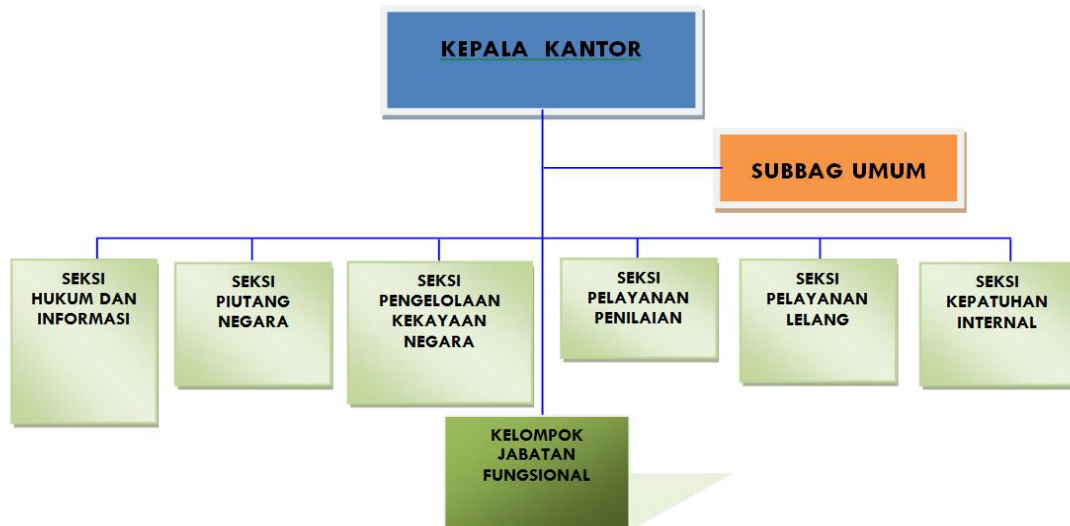 KEPALA KANTOR
SUBBAG UMUM
SEKSI
HUKUM DAN
INFORMASI
SEKSI
PIUTANG
NEGARA
SEKSI
PENGELOLAAN
KEKAYAAN
NEGARA
SEKSI
PELAYANAN
PENILAIAN
SEKSI
PELAYANAN
LELANG
SEKSI
KEPATUHAN
INTERNAL
KELOMPOK
JABATAN
FUNGSIONAL